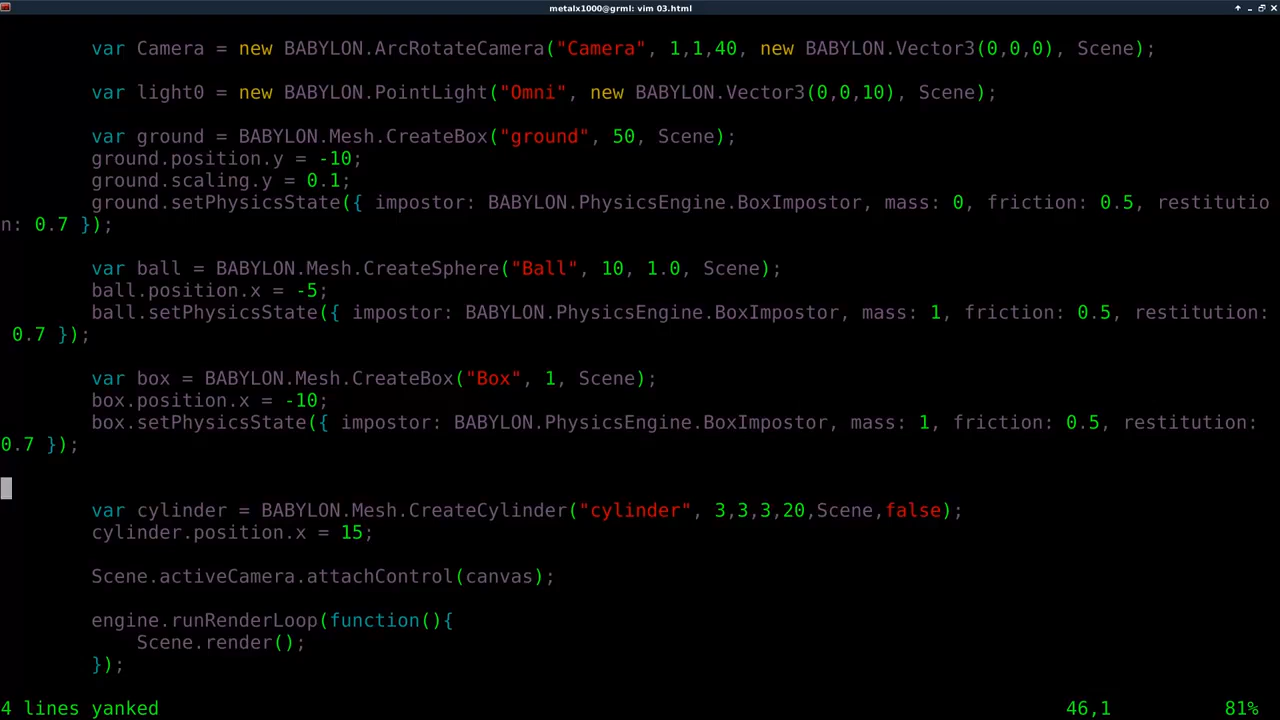 metalx1000@grml: vim 03.html
var Camera = new BABYLON.ArcRotateCamera("Camera", 1,1,40, new BABYLON.Vector3(0,0,0), Scene);
var light0 = new BABYLON.PointLight("Omni", new BABYLON.Vector3(0,0,10), Scene);
var ground = BABYLON.Mesh.CreateBox("ground", 50, Scene);
ground.position.y = -10;
ground.scaling.y = 0.1;
ground.setPhysicsState({ impostor: BABYLON.PhysicsEngine.BoxImpostor, mass: 0, friction: 0.5, restitutio
n: 0.7 });
var ball = BABYLON.Mesh.CreateSphere("Ball", 10, 1.0, Scene);
ball.position.x = -5;
ball.setPhysicsState({ impostor: BABYLON.PhysicsEngine.BoxImpostor, mass: 1, friction: 0.5, restitution:
0.7 });
var box = BABYLON.Mesh.CreateBox("Box", 1, Scene);
box.position.x = -10;
box.setPhysicsState({ impostor: BABYLON.PhysicsEngine.BoxImpostor, mass: 1, friction: 0.5, restitution:
0.7 });
var cylinder = BABYLON.Mesh.CreateCylinder("cylinder", 3,3,3,20,Scene,false);
cylinder.position.x = 15;
Scene.activeCamera.attachControl(canvas);
engine.runRenderLoop(function(){
Scene.render();
});
4 lines yanked 46,1 81%